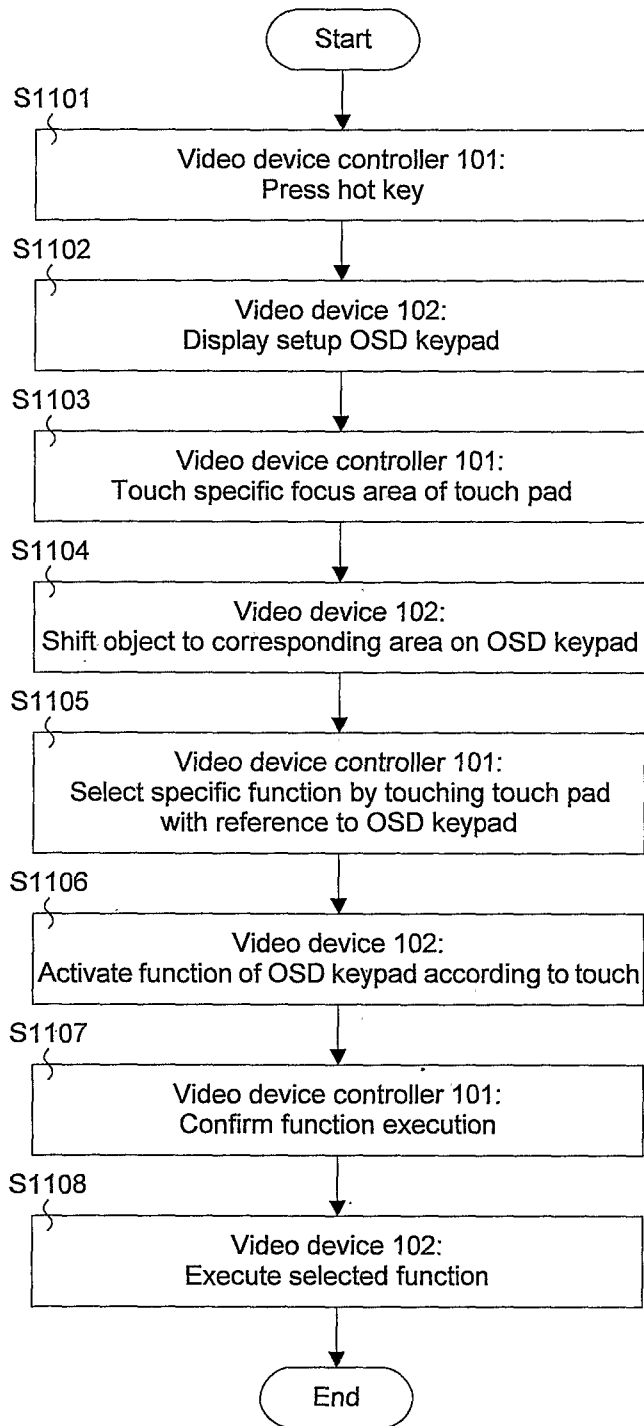 Start
S1101
Video device controller 101:
Press hot key
S1102
Video device 102:
Display setup OSD keypad
S1103
Video device controller 101:
Touch specific focus area of touch pad
S1104
Video device 102:
Shift object to corresponding area on OSD keypad
S1105
Video device controller 101:
Select specific function by touching touch pad
with reference to OSD keypad
S1106
Video device 102:
Activate function of OSD keypad according to touch
S1107
Video device controller 101:
Confirm function execution
S1108
Video device 102:
Execute selected function
End